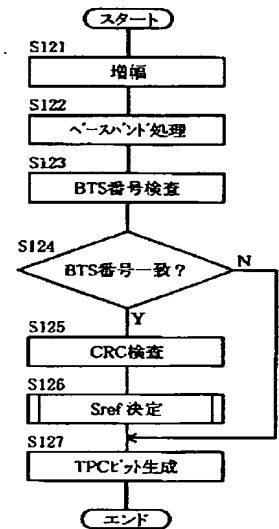 スタート
S121
増幅
S122
ベースバンド処理
S123
BTS番号検査
S124
BTS番号一致？
N
Y
S125
CRC検査
S126
Sref 決定
S127
TPCビット生成
エンド